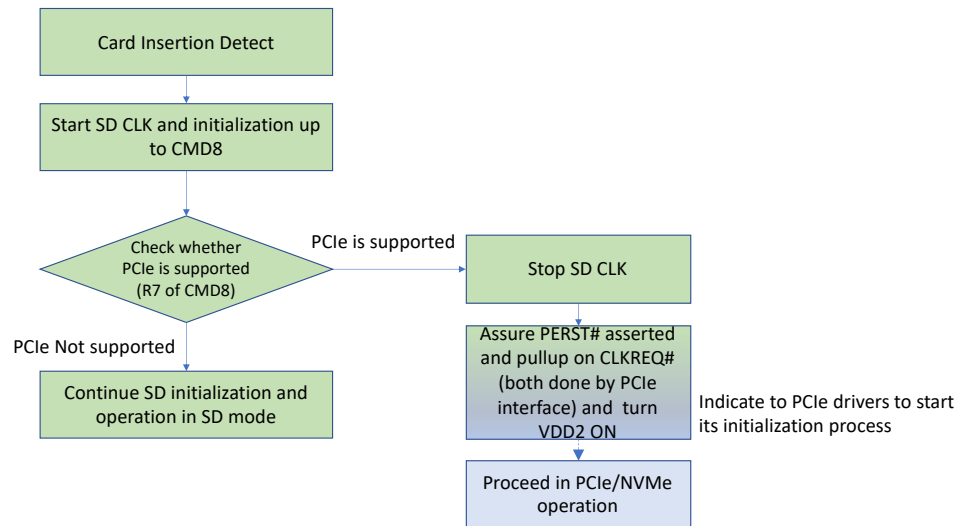 Card Insertion Detect
Start SD CLK and initialization up
to CMD8
Check whether
PCIe is supported
(R7 of CMD8)
PCIe is supported
Stop SD CLK
PCIe Not supported
Continue SD initialization and
operation in SD mode
Assure PERST# asserted
and pullup on CLKREQ#
(both done by PCIe
interface) and turn
VDD2 ON
Indicate to PCIe drivers to start
its initialization process
Proceed in PCIe/NVMe
operation